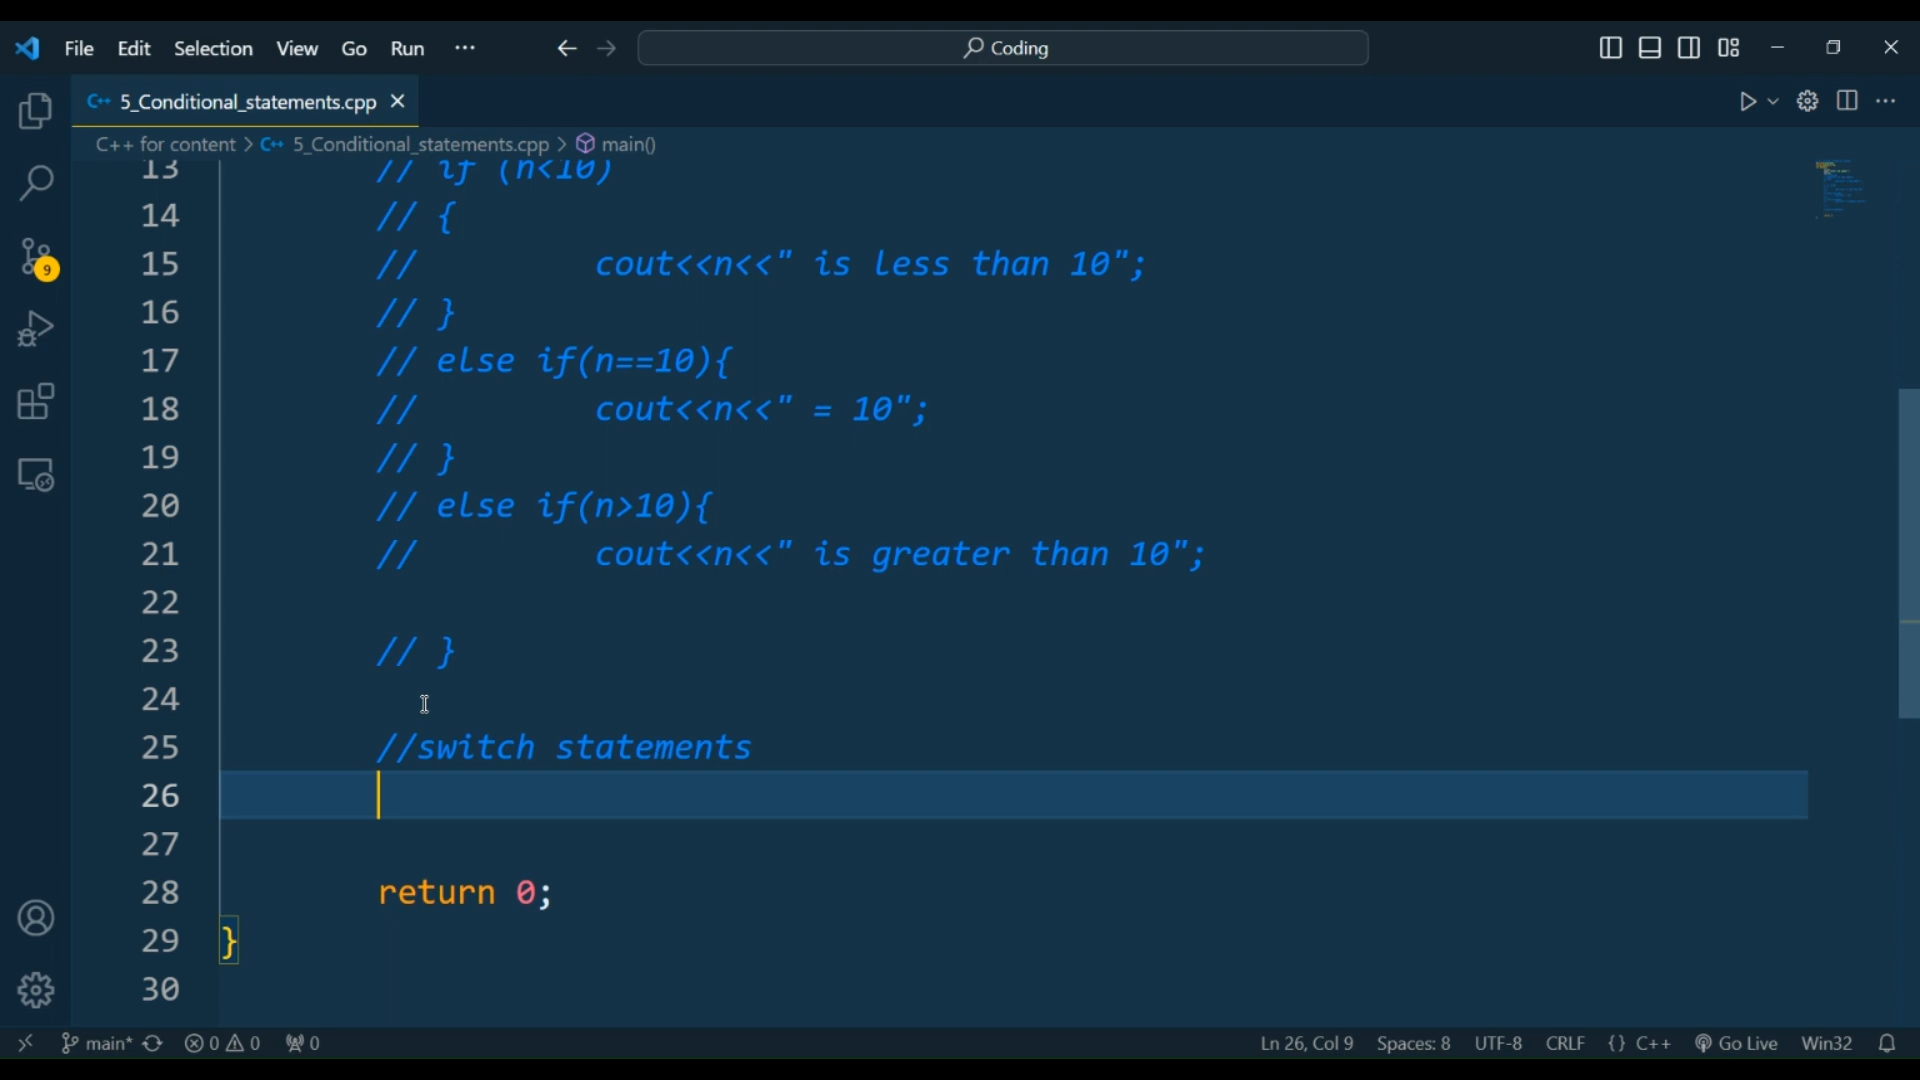 File Edit Selection View Go Run ··· Coding
5_Conditional_statements.cpp
C++ for content > 5_Conditional_statements.cpp > main()
13 // if (n<10)
14 // {
15 // cout<<n<<" is less than 10";
16 // }
17 // else if(n==10){
18 // cout<<n<<" = 10";
19 // }
20 // else if(n>10){
21 // cout<<n<<" is greater than 10";
22
23 // }
24
25 //switch statements
26
27
28 return 0;
29 }
30
9
main* 0 0 0 Ln 26, Col 9 Spaces: 8 UTF-8 CRLF {} C++ Go Live Win32